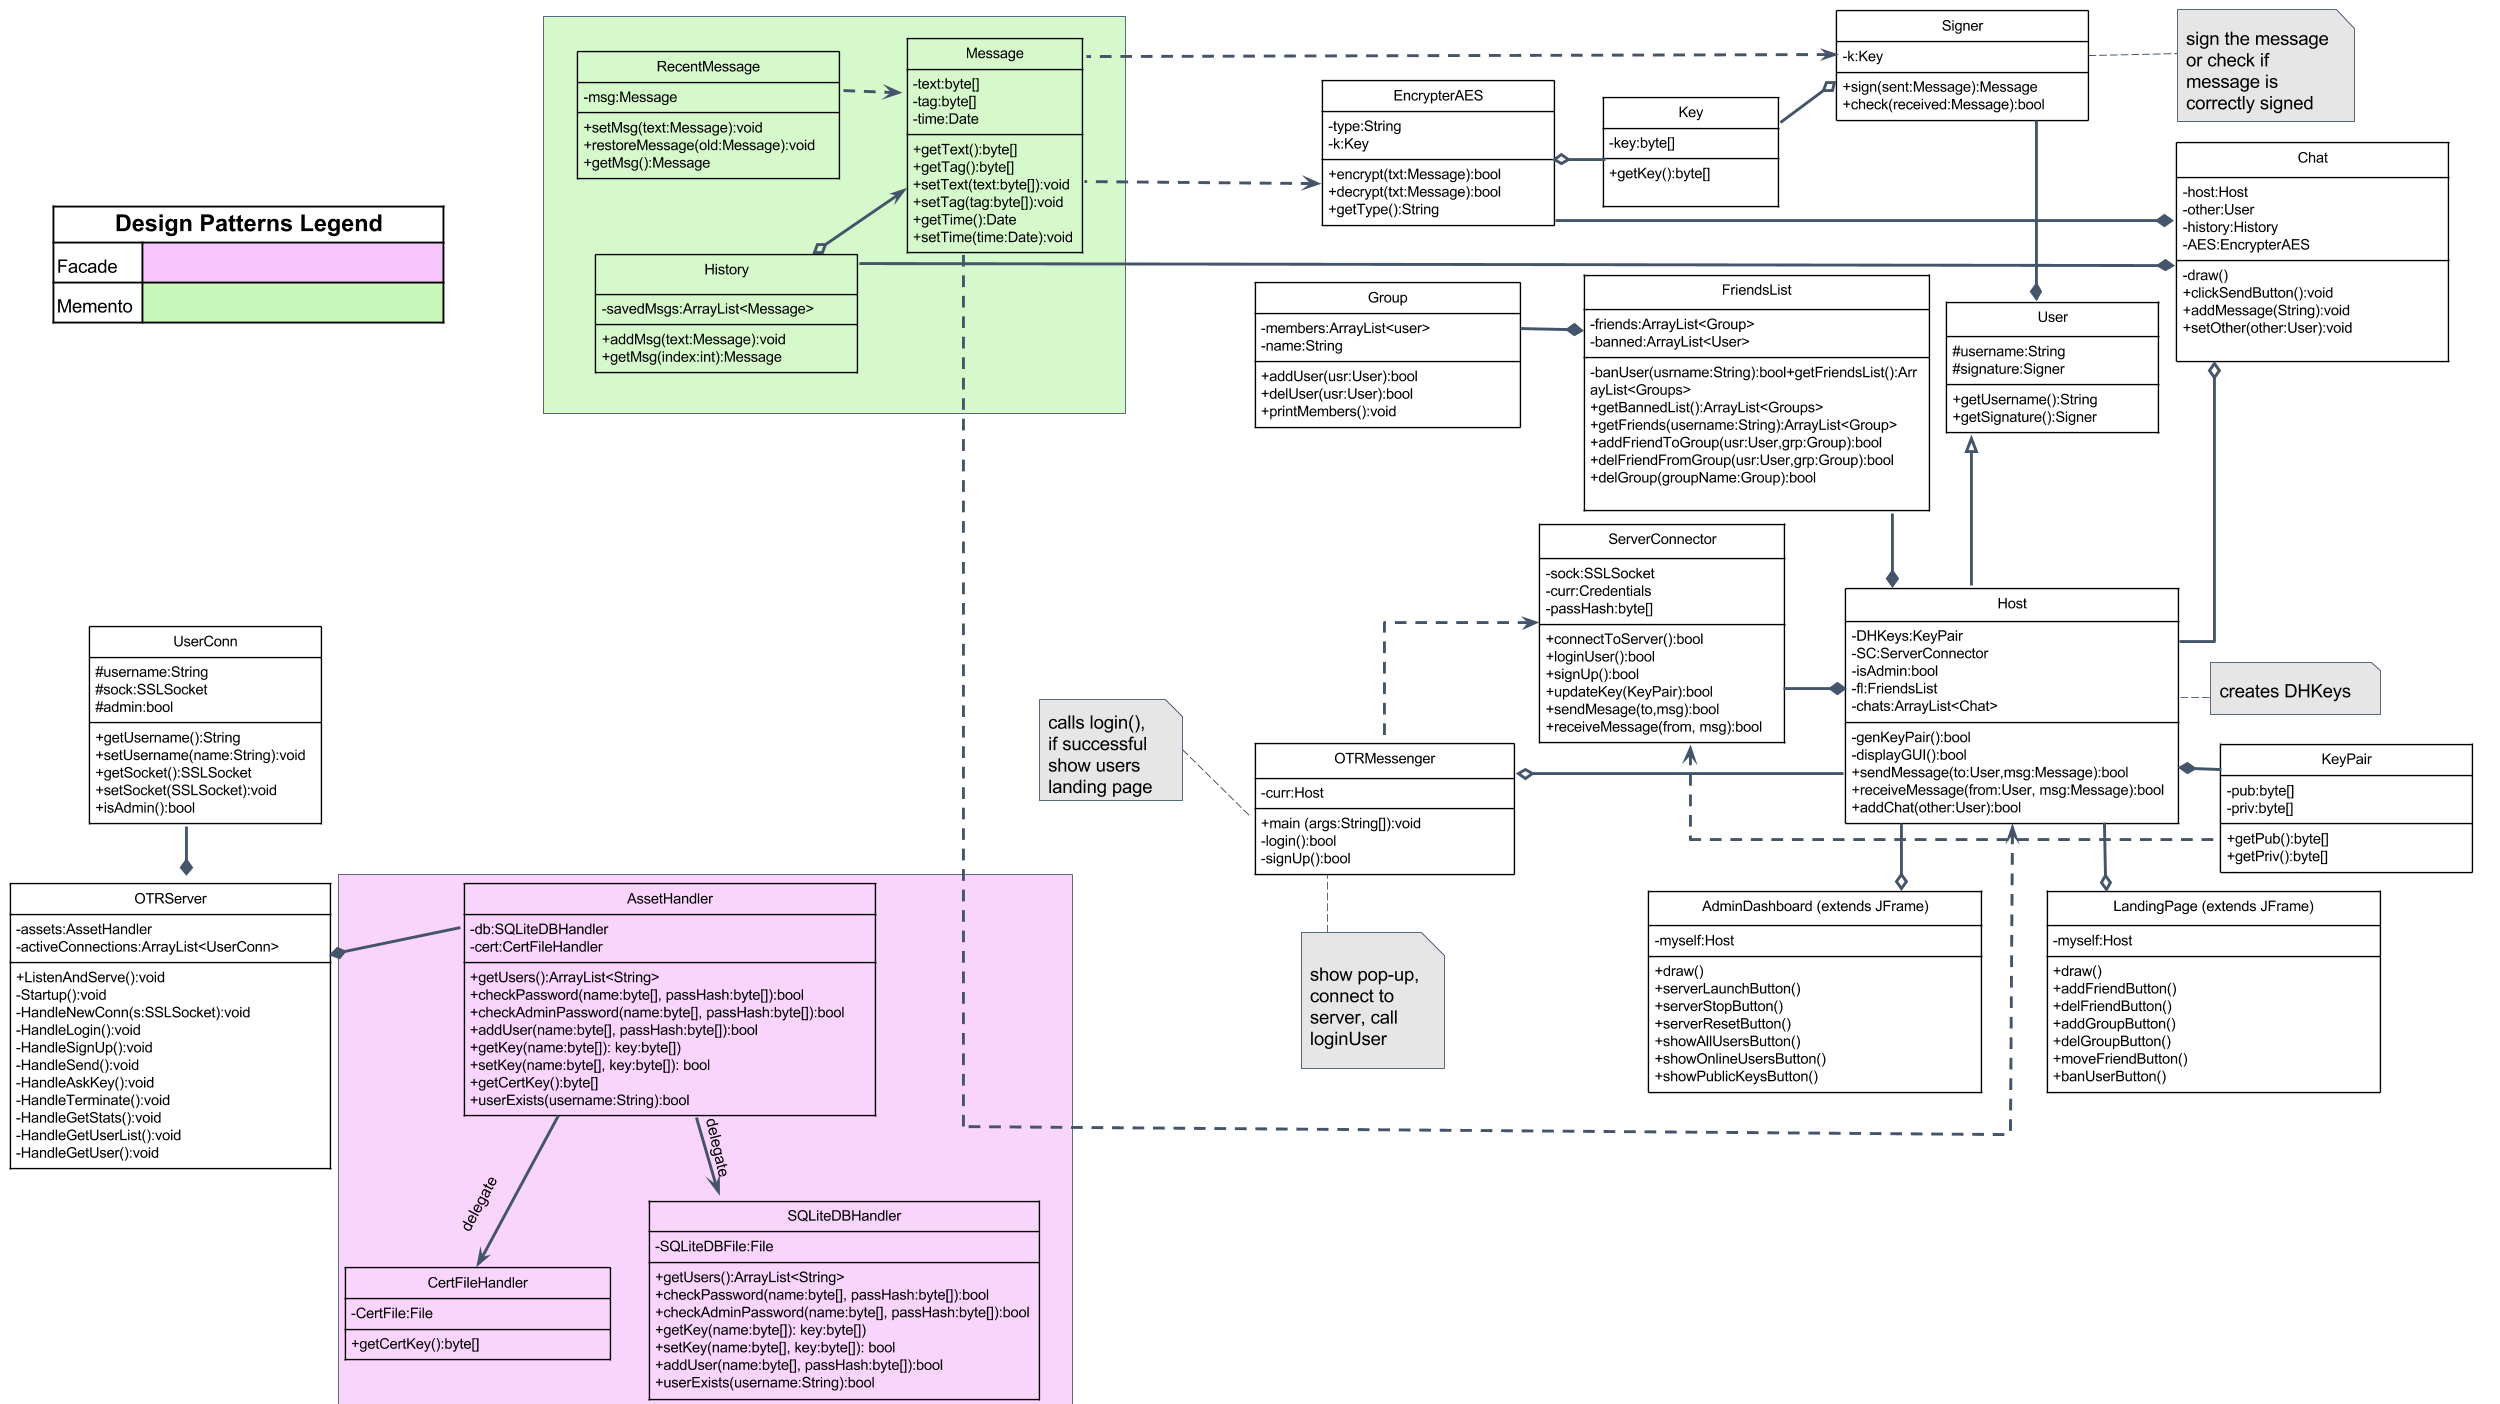 Design Patterns Legend
Facade
Memento
RecentMessage
-msg:Message
+setMsg(text:Message):void
+restoreMessage(old:Message):void
+getMsg():Message
Message
-text:byte[]
-tag:byte[]
-time:Date
+getText():byte[]
+getTag():byte[]
+setText(text:byte[]):void
+setTag(tag:byte[]):void
+getTime():Date
+setTime(time:Date):void
History
-savedMsgs:ArrayList<Message>
+addMsg(text:Message):void
+getMsg(index:int):Message
EncrypterAES
-type:String
-k:Key
+encrypt(txt:Message):bool
+decrypt(txt:Message):bool
+getType():String
Key
-key:byte[]
+getKey():byte[]
Signer
-k:Key
+sign(sent:Message):Message
+check(received:Message):bool
sign the message
or check if
message is
correctly signed
Chat
-host:Host
-other:User
-history:History
-AES:EncrypterAES
-draw()
+clickSendButton():void
+addMessage(String):void
+setOther(other:User):void
Group
-members:ArrayList<user>
-name:String
+addUser(usr:User):bool
+delUser(usr:User):bool
+printMembers():void
FriendsList
-friends:ArrayList<Group>
-banned:ArrayList<User>
-banUser(usrname:String):bool+getFriendsList():Arr
ayList<Groups>
+getBannedList():ArrayList<Groups>
+getFriends(username:String):ArrayList<Group>
+addFriendToGroup(usr:User,grp:Group):bool
+delFriendFromGroup(usr:User,grp:Group):bool
+delGroup(groupName:Group):bool
User
#username:String
#signature:Signer
+getUsername():String
+getSignature():Signer
ServerConnector
-sock:SSLSocket
-curr:Credentials
-passHash:byte[]
+connectToServer():bool
+loginUser():bool
+signUp():bool
+updateKey(KeyPair):bool
+sendMesage(to,msg):bool
+receiveMessage(from, msg):bool
Host
-DHKeys:KeyPair
-SC:ServerConnector
-isAdmin:bool
-fl:FriendsList
-chats:ArrayList<Chat>
-genKeyPair():bool
-displayGUI():bool
+sendMessage(to:User,msg:Message):bool
+receiveMessage(from:User, msg:Message):bool
+addChat(other:User):bool
creates DHKeys
KeyPair
-pub:byte[]
-priv:byte[]
+getPub():byte[]
+getPriv():byte[]
UserConn
#username:String
#sock:SSLSocket
#admin:bool
+getUsername():String
+setUsername(name:String):void
+getSocket():SSLSocket
+setSocket(SSLSocket):void
+isAdmin():bool
calls login(),
if successful
show users
landing page
OTRMessenger
-curr:Host
+main (args:String[]):void
-login():bool
-signUp():bool
show pop-up,
connect to
server, call
loginUser
AdminDashboard (extends JFrame)
-myself:Host
+draw()
+serverLaunchButton()
+serverStopButton()
+serverResetButton()
+showAllUsersButton()
+showOnlineUsersButton()
+showPublicKeysButton()
LandingPage (extends JFrame)
-myself:Host
+draw()
+addFriendButton()
+delFriendButton()
+addGroupButton()
+delGroupButton()
+moveFriendButton()
+banUserButton()
OTRServer
-assets:AssetHandler
-activeConnections:ArrayList<UserConn>
+ListenAndServe():void
-Startup():void
-HandleNewConn(s:SSLSocket):void
-HandleLogin():void
-HandleSignUp():void
-HandleSend():void
-HandleAskKey():void
-HandleTerminate():void
-HandleGetStats():void
-HandleGetUserList():void
-HandleGetUser():void
AssetHandler
-db:SQLiteDBHandler
-cert:CertFileHandler
+getUsers():ArrayList<String>
+checkPassword(name:byte[], passHash:byte[]):bool
+checkAdminPassword(name:byte[], passHash:byte[]):bool
+addUser(name:byte[], passHash:byte[]):bool
+getKey(name:byte[]): key:byte[])
+setKey(name:byte[], key:byte[]): bool
+getCertKey():byte[]
+userExists(username:String):bool
delegate
delegate
CertFileHandler
-CertFile:File
+getCertKey():byte[]
SQLiteDBHandler
-SQLiteDBFile:File
+getUsers():ArrayList<String>
+checkPassword(name:byte[], passHash:byte[]):bool
+checkAdminPassword(name:byte[], passHash:byte[]):bool
+getKey(name:byte[]): key:byte[])
+setKey(name:byte[], key:byte[]): bool
+addUser(name:byte[], passHash:byte[]):bool
+userExists(username:String):bool